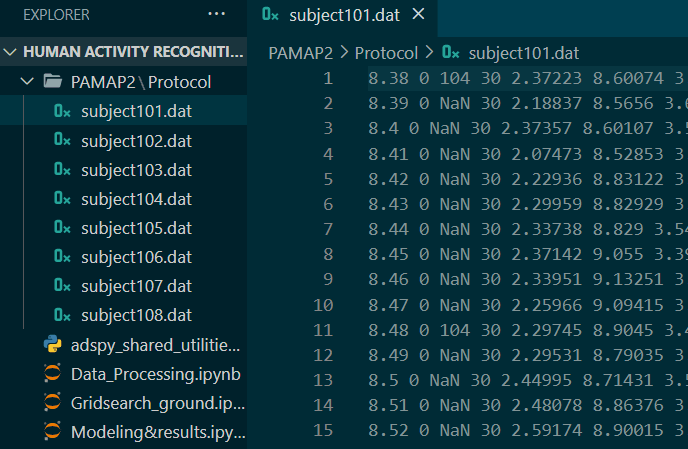 EXPLORER ...
HUMAN ACTIVITY RECOGNITI...
PAMAP2\Protocol
subject101.dat
subject102.dat
subject103.dat
subject104.dat
subject105.dat
subject106.dat
subject107.dat
subject108.dat
adspy_shared_utilitie...
Data_Processing.ipynb
Gridsearch_ground.ip...
Modeling&results.ipy...
subject101.dat
PAMAP2 > Protocol > subject101.dat
1 8.38 0 104 30 2.37223 8.60074 3
2 8.39 0 NaN 30 2.18837 8.5656 3.6
3 8.4 0 NaN 30 2.37357 8.60107 3.5
4 8.41 0 NaN 30 2.07473 8.52853 3
5 8.42 0 NaN 30 2.22936 8.83122 3
6 8.43 0 NaN 30 2.29959 8.82929 3
7 8.44 0 NaN 30 2.33738 8.829 3.54
8 8.45 0 NaN 30 2.37142 9.055 3.39
9 8.46 0 NaN 30 2.33951 9.13251 3
10 8.47 0 NaN 30 2.25966 9.09415 3
11 8.48 0 104 30 2.29745 8.9045 3.4
12 8.49 0 NaN 30 2.29531 8.79035 3
13 8.5 0 NaN 30 2.44995 8.71431 3.5
14 8.51 0 NaN 30 2.48078 8.86376 3
15 8.52 0 NaN 30 2.59174 8.90015 3